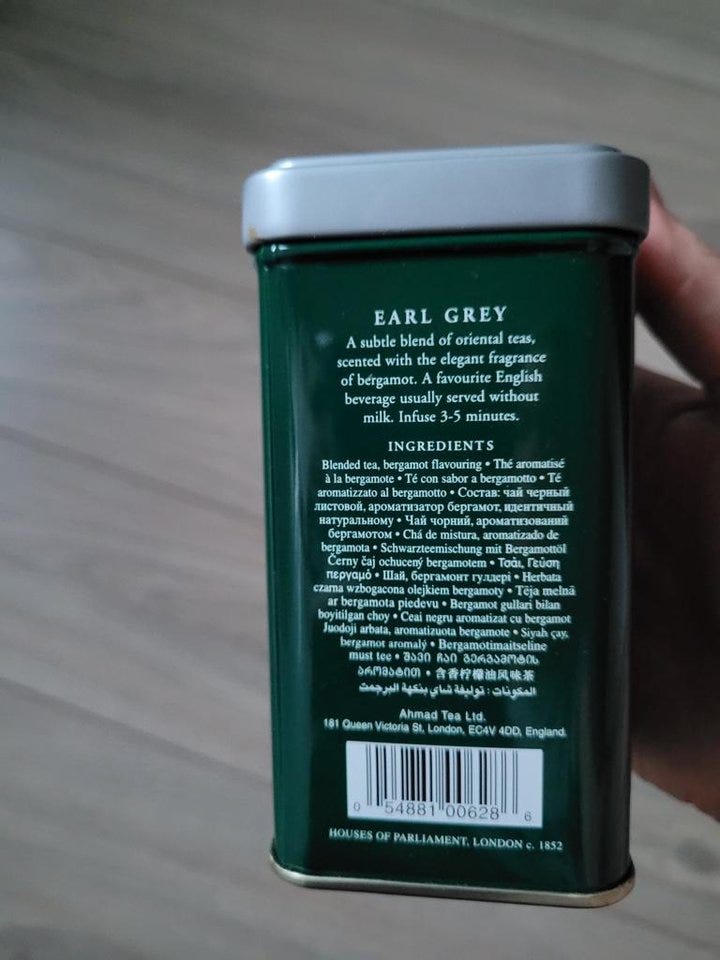 EARL GREY
A subtle blend of oriental teas,
scented with the elegant fragrance
of bergamot. A favourite English
beverage usually served without
milk. Infuse 3-5 minutes.
INGREDIENTS
Blended tea, bergamot flavouring • Thé aromatisé
à la bergamote • Té con sabor a bergamotto • Té
aromatizzato al bergamotto • Состав: чай черный
листовой, ароматизатор бергамот, идентичный
натуральному • Чай чорний, ароматизований
бергамотом • Chá de mistura, aromatizado de
bergamota • Schwarzteemischung mit Bergamottöl
Černy čaj ochucený bergamotem • Τσάι, Γεύση
περγαμό • Шай, бергамонт гүлдері • Herbata
czarna wzbogacona olejkiem bergamoty • Tēja melnā
ar bergamota piedevu • Bergamot gullari bilan
boyitilgan choy • Ceai negru aromatizat cu bergamot
Juodoji arbata, aromatizuota bergamote • Siyah çay,
bergamot aromalý • Bergamotimaitseline
must tee • შავი ჩაი ბერგამოტის
არომატით • 含香柠檬油风味茶
المكونات : توليفة شاي بنكهة البرجمت
Ahmad Tea Ltd.
181 Queen Victoria St, London, EC4V 4DD, England.
0 54881 00628 6
HOUSES OF PARLIAMENT, LONDON c. 1852